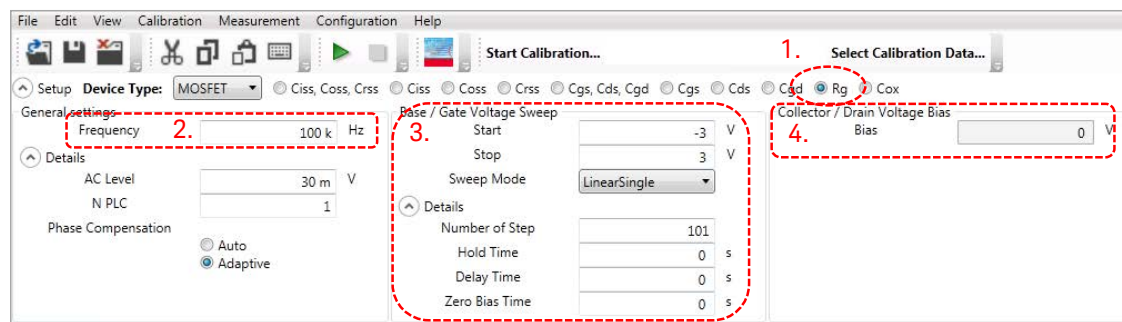 File Edit View Calibration Measurement Configuration Help
Start Calibration... 1. Select Calibration Data...
Setup Device Type: MOSFET Ciss, Coss, Crss Ciss Coss Crss Cgs, Cds, Cgd Cgs Cds Cgd Rg Cox
General settings Base / Gate Voltage Sweep Collector / Drain Voltage Bias
Frequency 2. 100 k Hz 3. Start -3 V 4. Bias 0 V
Details Stop 3 V
AC Level 30 m V Sweep Mode LinearSingle
N PLC 1 Details
Phase Compensation Number of Step 101
Auto Hold Time 0 s
Adaptive Delay Time 0 s
Zero Bias Time 0 s